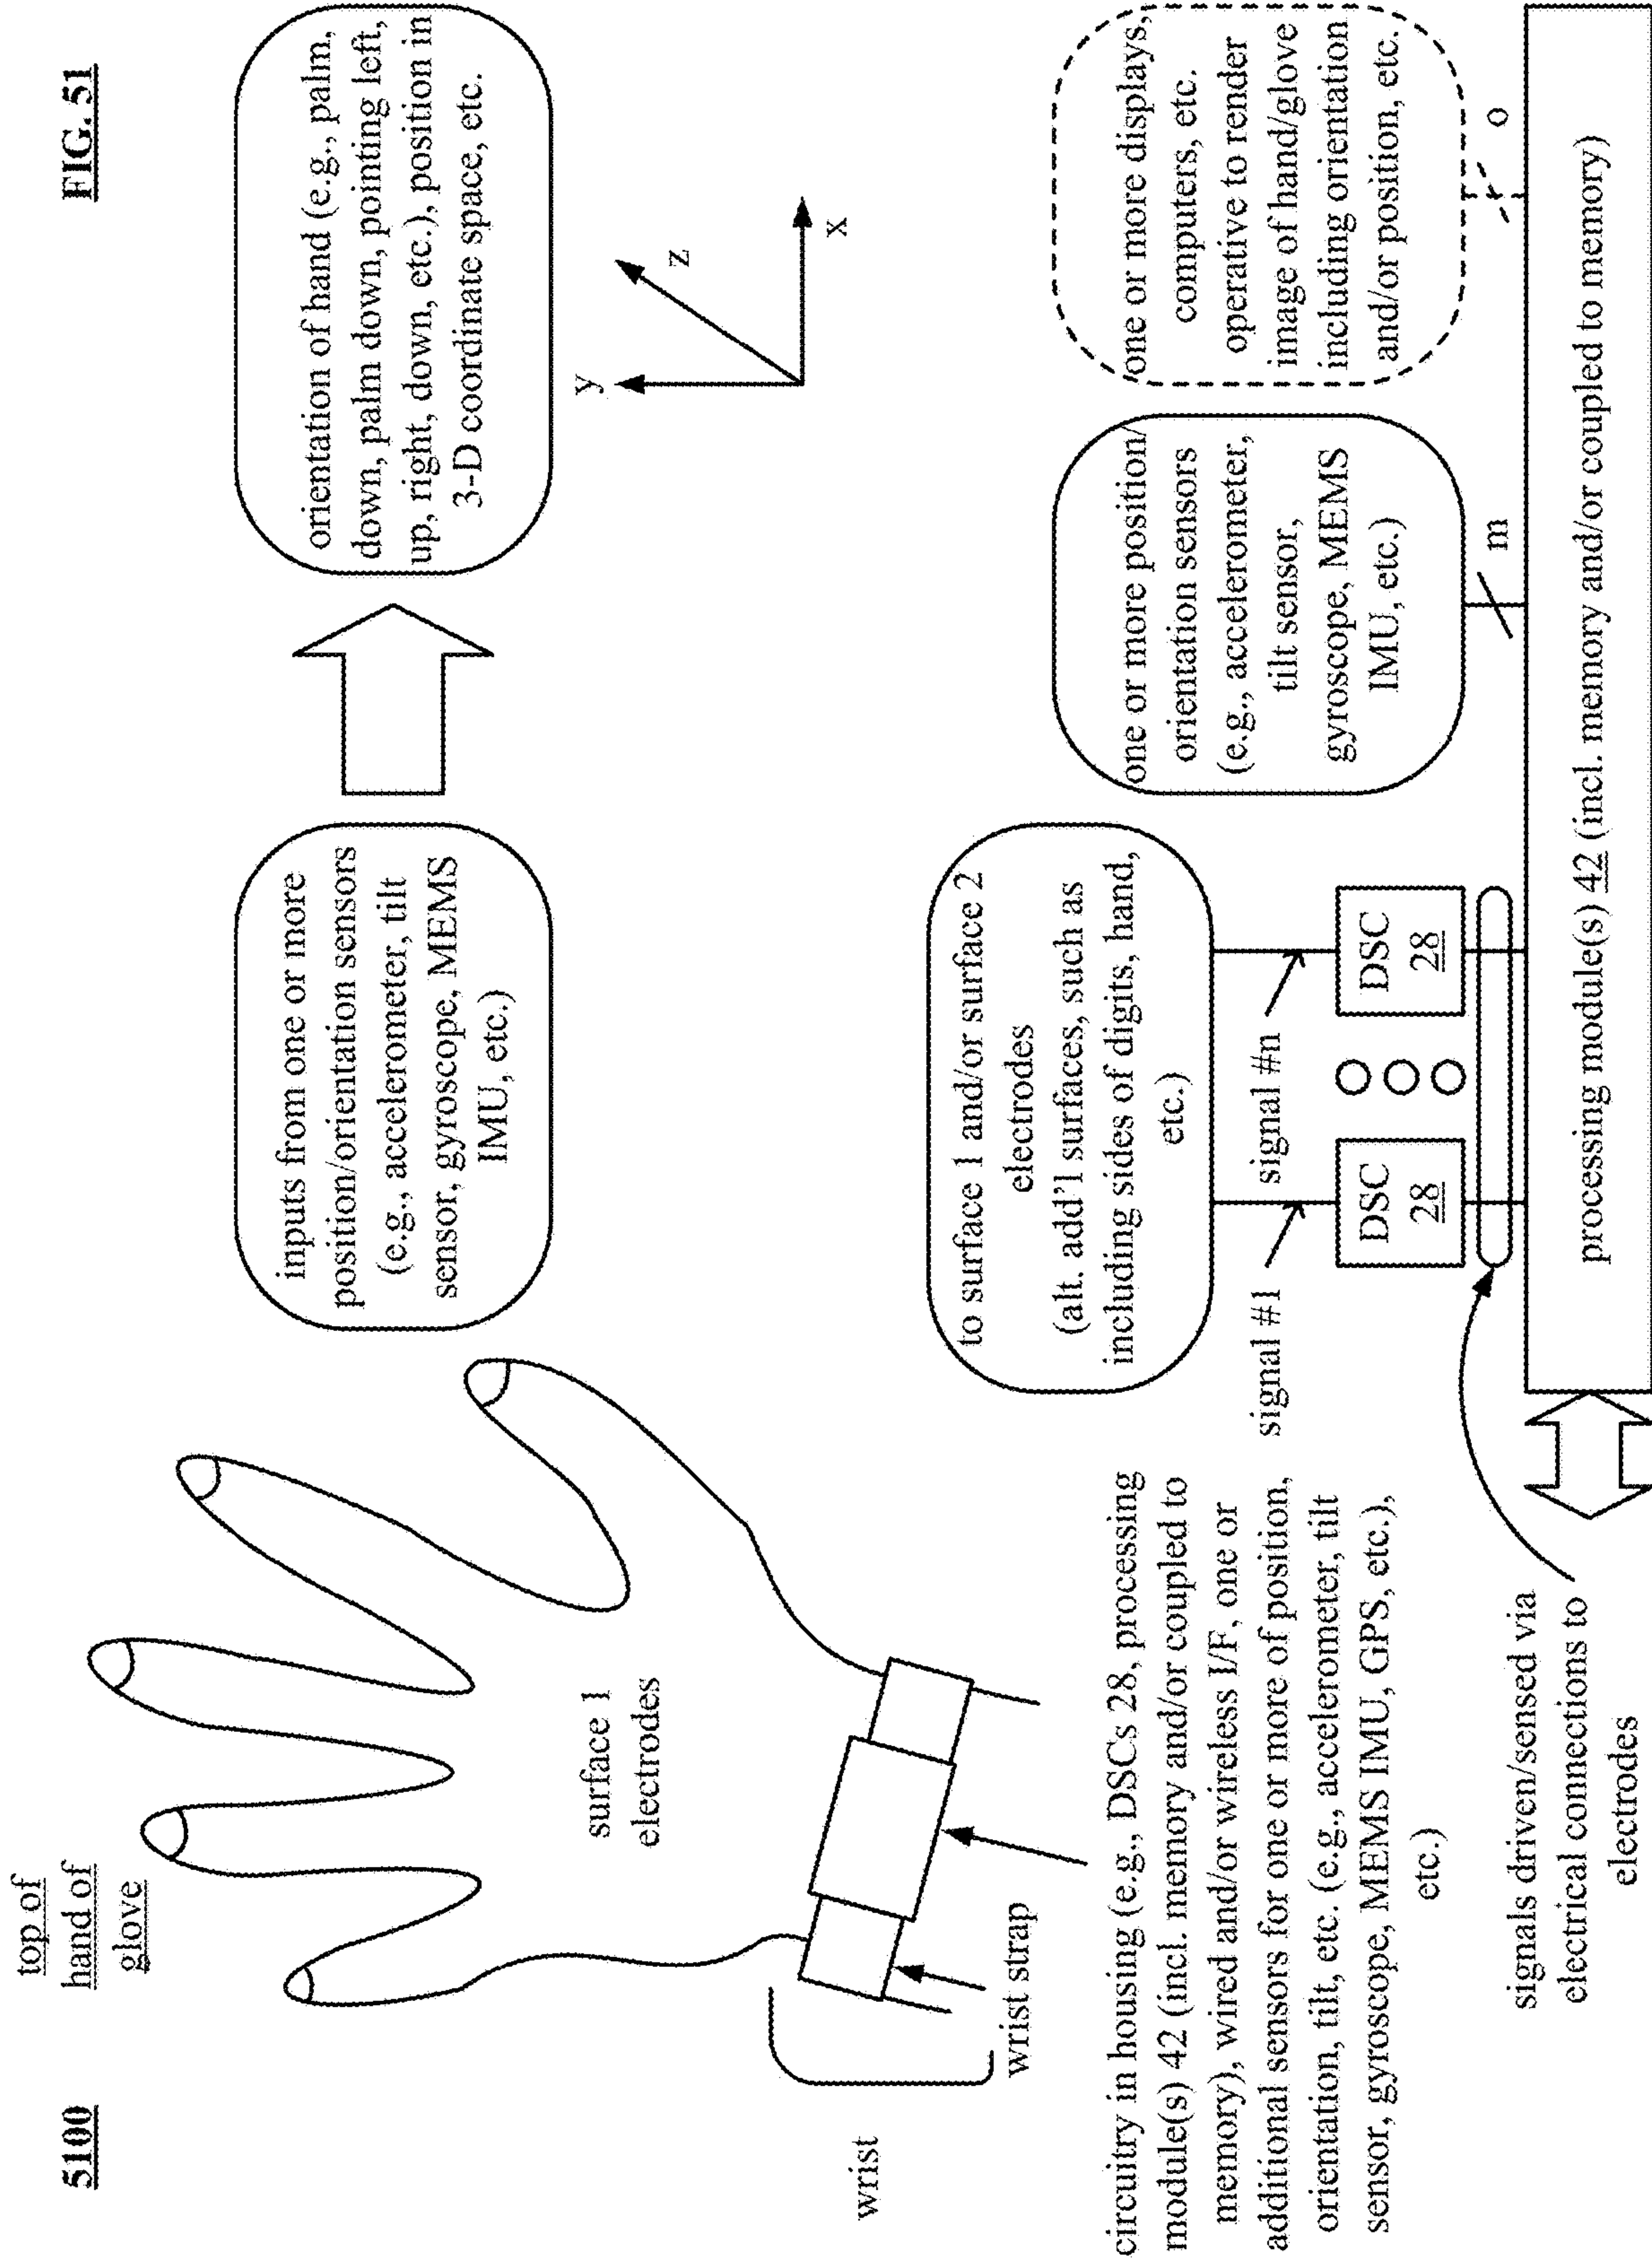 FIG. 51
5100
top of
hand of
glove
surface 1
electrodes
wrist
wrist strap
inputs from one or more
position/orientation sensors
(e.g., accelerometer, tilt
sensor, gyroscope, MEMS
IMU, etc.)
orientation of hand (e.g., palm,
down, palm down, pointing left,
up, right, down, etc.), position in
3-D coordinate space, etc.
y
z
x
circuitry in housing (e.g., DSCs 28, processing
module(s) 42 (incl. memory and/or coupled to
memory), wired and/or wireless I/F, one or
additional sensors for one or more of position,
orientation, tilt, etc. (e.g., accelerometer, tilt
sensor, gyroscope, MEMS IMU, GPS, etc.),
etc.)
to surface 1 and/or surface 2
electrodes
(alt. add'l surfaces, such as
including sides of digits, hand,
etc.)
signal #1
signal #n
DSC
28
DSC
28
one or more position/
orientation sensors
(e.g., accelerometer,
tilt sensor,
gyroscope, MEMS
IMU, etc.)
m
one or more displays,
computers, etc.
operative to render
image of hand/glove
including orientation
and/or position, etc.
o
signals driven/sensed via
electrical connections to
electrodes
processing module(s) 42 (incl. memory and/or coupled to memory)